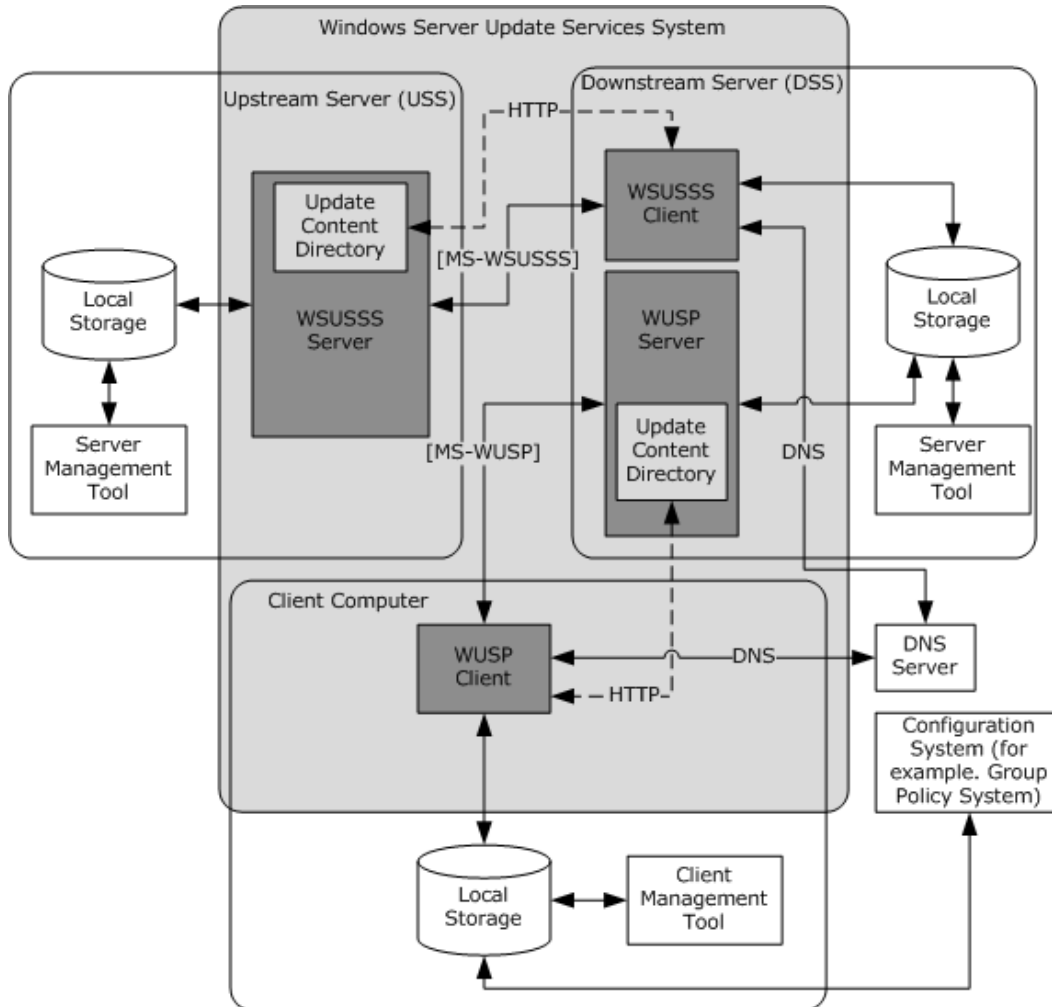 Windows Server Update Services System
Upstream Server (USS)
Downstream Server (DSS)
HTTP
Update
Content
Directory
WSUSSS
Client
[MS-WSUSSS]
Local
Storage
WSUSSS
Server
WUSP
Server
Local
Storage
Server
Management
Tool
[MS-WUSP]
Update
Content
Directory
DNS
Server
Management
Tool
Client Computer
WUSP
Client
DNS
HTTP
DNS
Server
Configuration
System (for
example. Group
Policy System)
Local
Storage
Client
Management
Tool